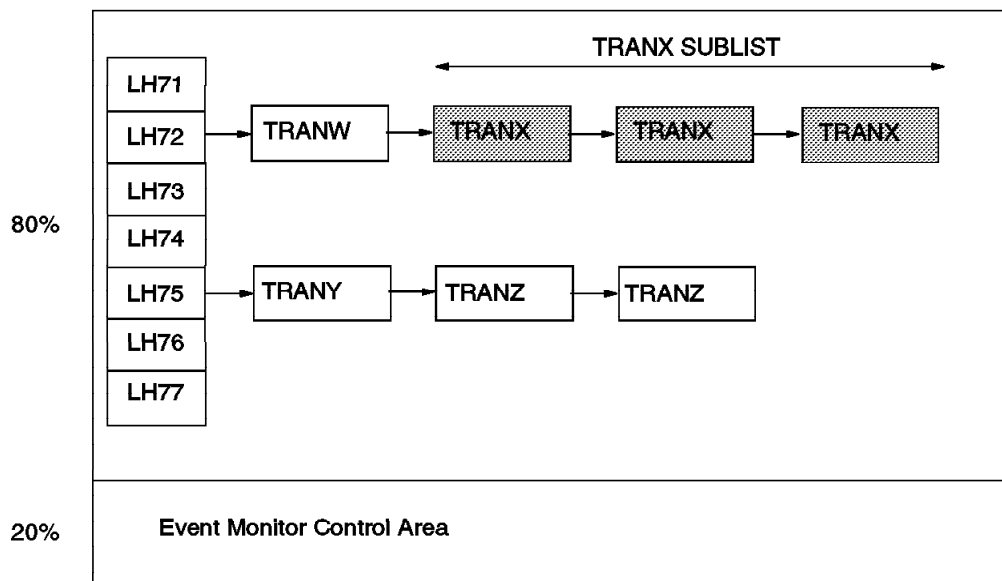 TRANX SUBLIST
LH71
LH72
TRANW
TRANX
TRANX
TRANX
LH73
80%
LH74
LH75
TRANY
TRANZ
TRANZ
LH76
LH77
20%
Event Monitor Control Area